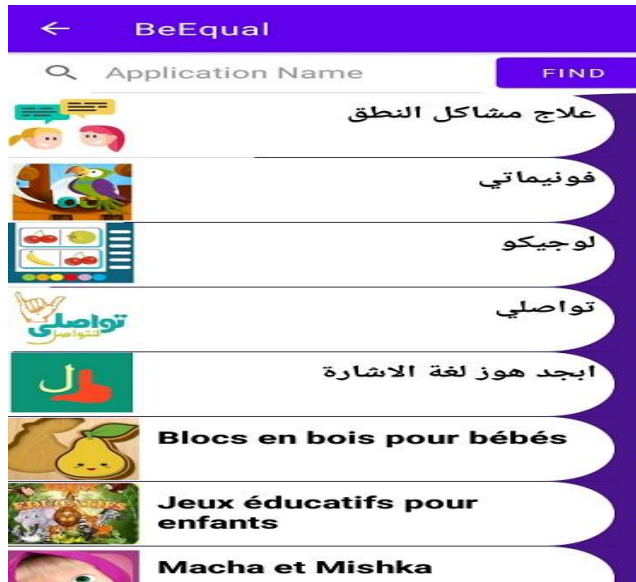 BeEqual
Application Name
FIND
علاج مشاكل النطق
فونيماتي
لوجيكو
تواصلي
تواصلي
لنتواصل
ابجد هوز لغة الاشارة
ل
Blocs en bois pour bébés
Jeux éducatifs pour
enfants
Macha et Mishka